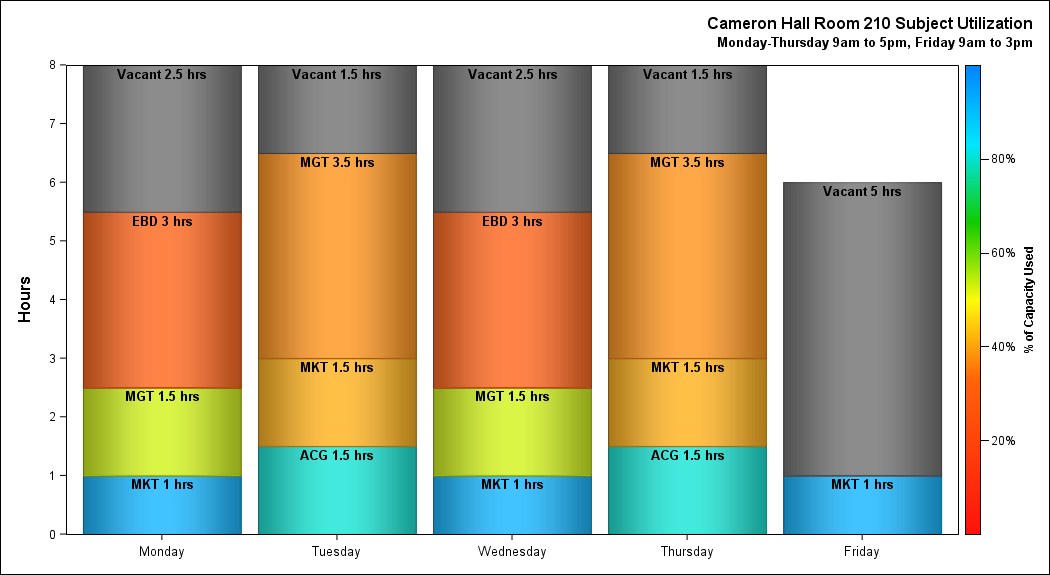 Cameron Hall Room 210 Subject Utilization
Monday-Thursday 9am to 5pm, Friday 9am to 3pm
Hours
8
7
6
5
4
3
2
1
0
Vacant 2.5 hrs
EBD 3 hrs
MGT 1.5 hrs
MKT 1 hrs
Vacant 1.5 hrs
MGT 3.5 hrs
MKT 1.5 hrs
ACG 1.5 hrs
Vacant 2.5 hrs
EBD 3 hrs
MGT 1.5 hrs
MKT 1 hrs
Vacant 1.5 hrs
MGT 3.5 hrs
MKT 1.5 hrs
ACG 1.5 hrs
Vacant 5 hrs
MKT 1 hrs
Monday
Tuesday
Wednesday
Thursday
Friday
80%
60%
40%
20%
% of Capacity Used